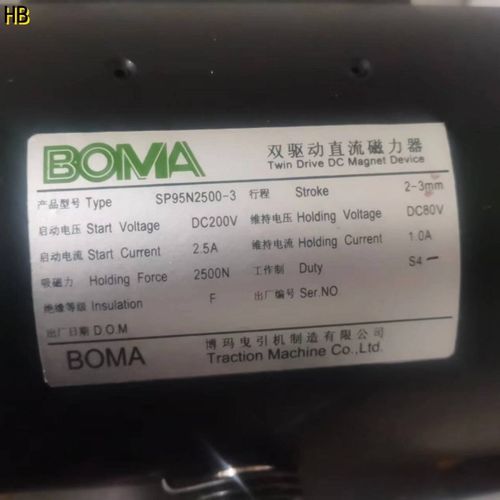 HB
BOMA 双驱动直流磁力器
Twin Drive DC Magnet Device
产品型号 Type SP95N2500-3 行程 Stroke 2-3mm
启动电压 Start Voltage DC200V 维持电压 Holding Voltage DC80V
启动电流 Start Current 2.5A 维持电流 Holding Current 1.0A
吸磁力 Holding Force 2500N 工作制 Duty S4-
绝缘等级 Insulation F 出厂编号 Ser.NO
出厂日期 D.O.M
BOMA 博玛曳引机制造有限公司
Traction Machine Co.,Ltd.